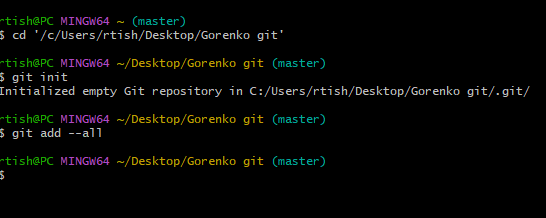 rtish@PC MINGW64 ~ (master)
$ cd '/c/Users/rtish/Desktop/Gorenko git'
rtish@PC MINGW64 ~/Desktop/Gorenko git (master)
$ git init
Initialized empty Git repository in C:/Users/rtish/Desktop/Gorenko git/.git/
rtish@PC MINGW64 ~/Desktop/Gorenko git (master)
$ git add --all
rtish@PC MINGW64 ~/Desktop/Gorenko git (master)
$